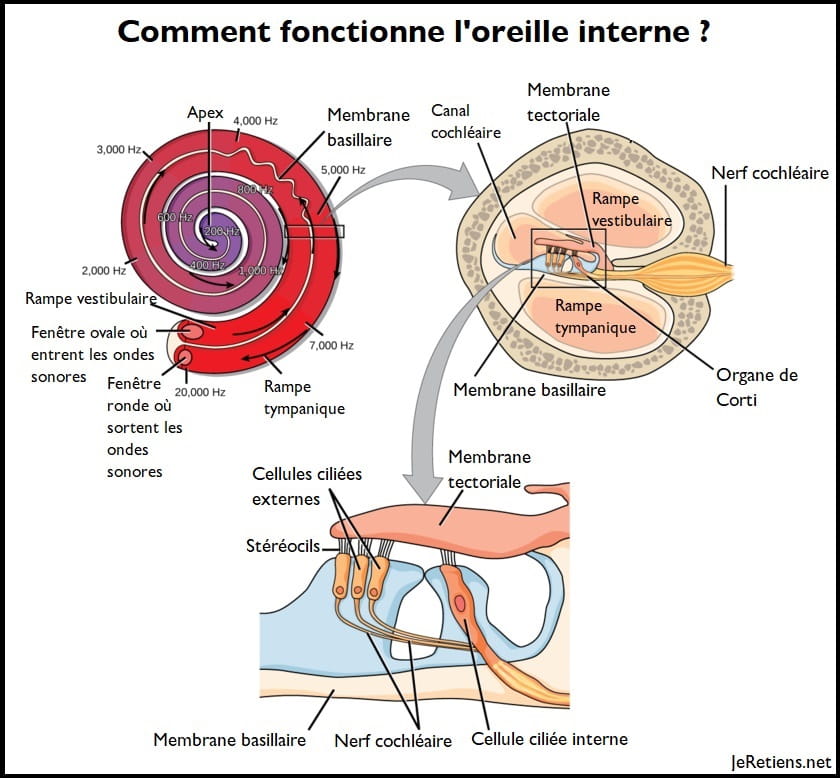 Comment fonctionne l'oreille interne ?
Apex
4,000 Hz
Membrane
basillaire
3,000 Hz
5,000 Hz
800 Hz
600 Hz
200 Hz
400 Hz
1,000 Hz
2,000 Hz
Rampe vestibulaire
Fenêtre ovale où
entrent les ondes
sonores
7,000 Hz
Fenêtre
ronde où
sortent les
ondes
sonores
20,000 Hz
Rampe
tympanique
Membrane
tectoriale
Canal
cochléaire
Nerf cochléaire
Rampe
vestibulaire
Rampe
tympanique
Membrane basillaire
Organe de
Corti
Membrane
tectoriale
Cellules ciliées
externes
Stéréocils
Membrane basillaire
Nerf cochléaire
Cellule ciliée interne
JeRetiens.net